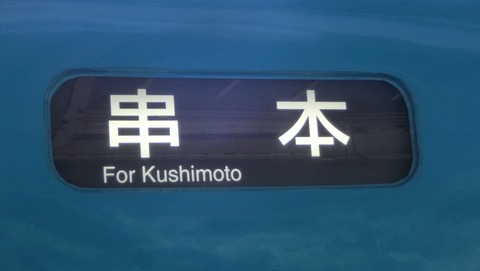 串本
For Kushimoto